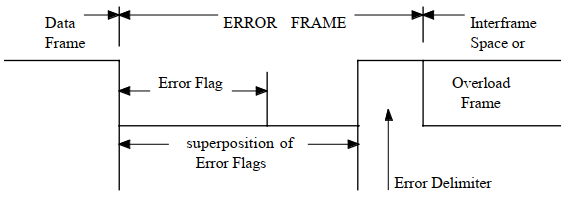 Data
Frame
ERROR FRAME
Interframe
Space or
Error Flag
Overload
Frame
superposition of
Error Flags
Error Delimiter